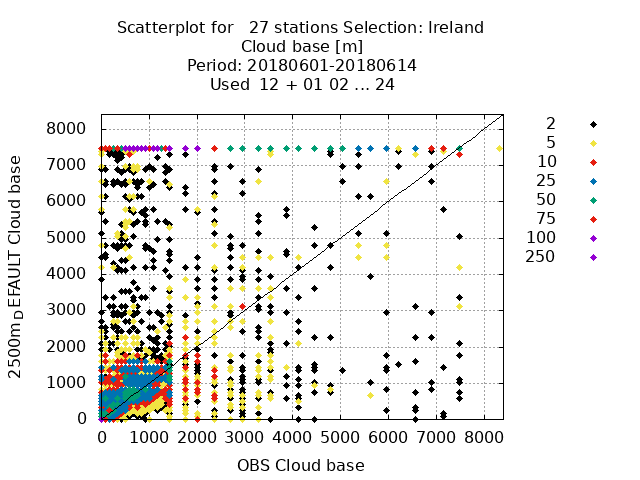 Scatterplot for 27 stations Selection: Ireland
Cloud base [m]
Period: 20180601-20180614
Used 12 + 01 02 ... 24
2500m_DEFAULT Cloud base
8000
7000
6000
5000
4000
3000
2000
1000
0
0 1000 2000 3000 4000 5000 6000 7000 8000
OBS Cloud base
2
5
10
25
50
75
100
250